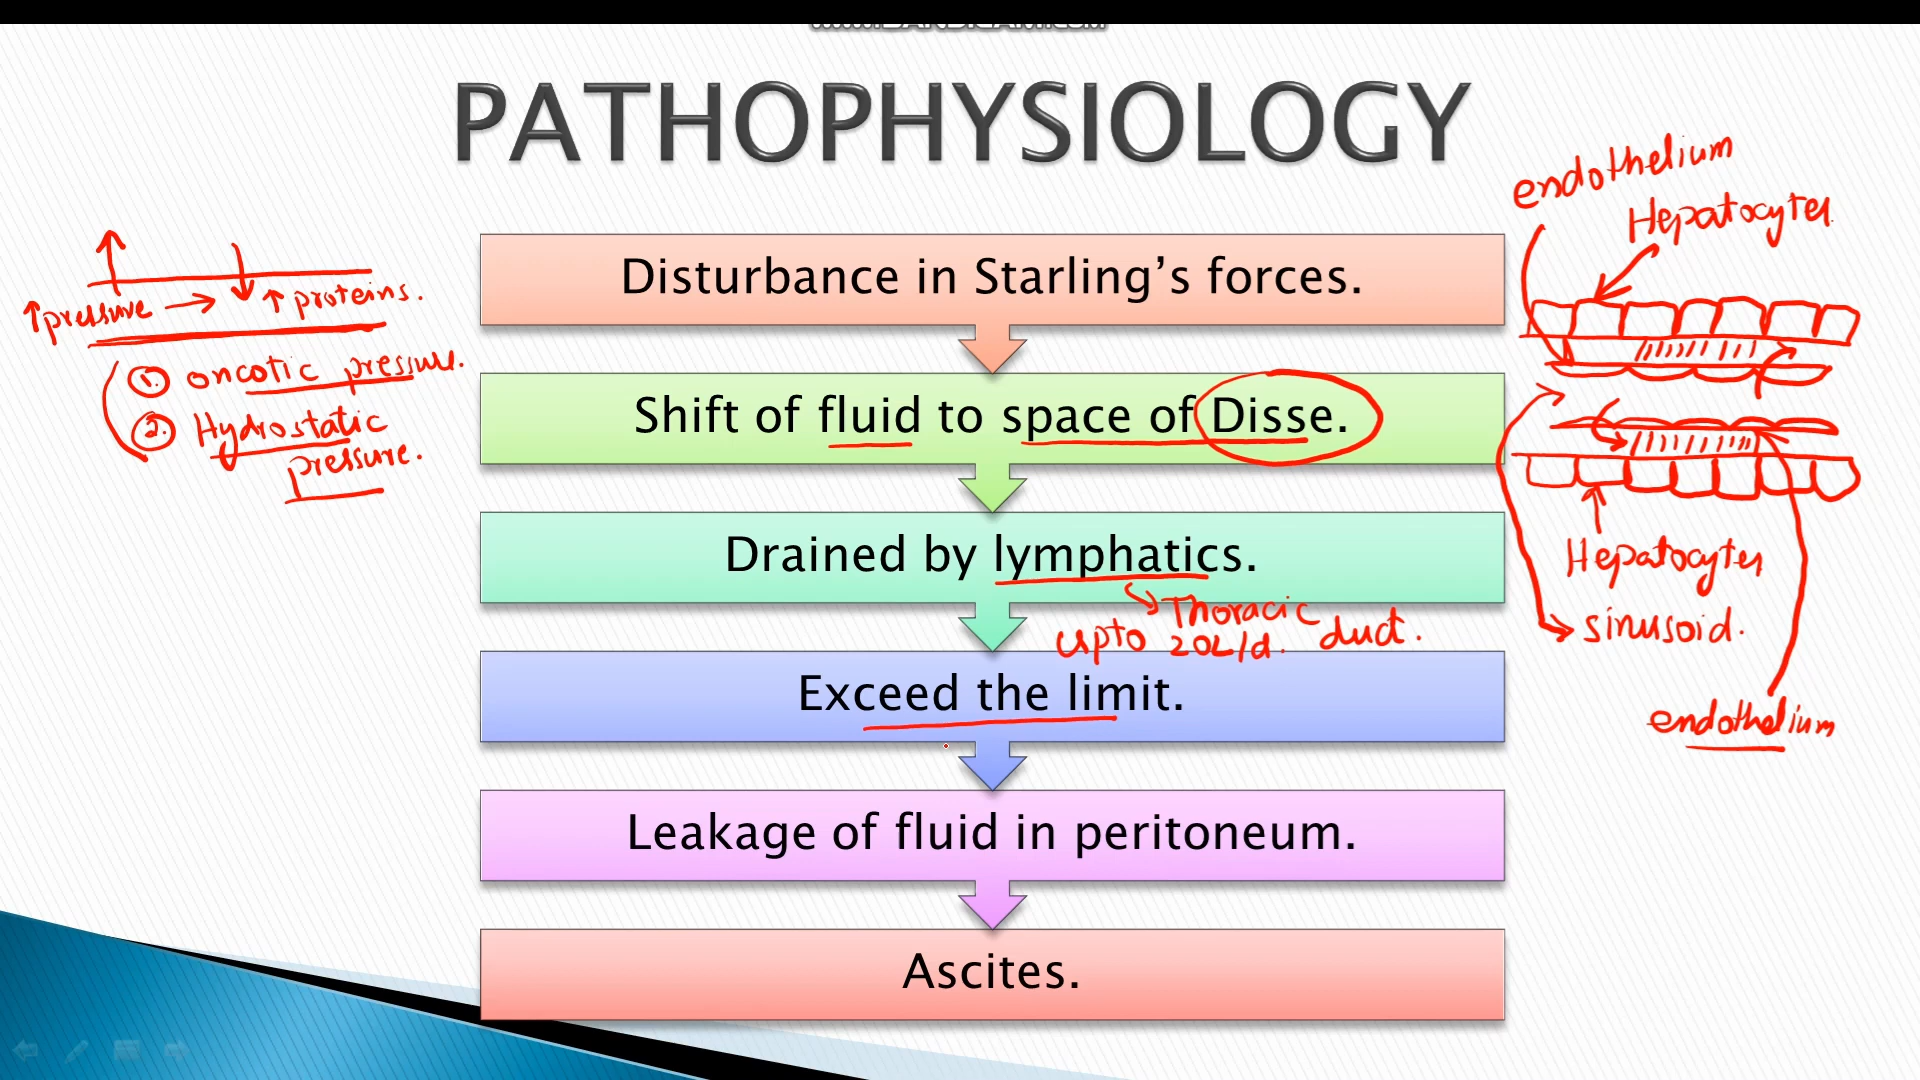 PATHOPHYSIOLOGY
Disturbance in Starling's forces.
Shift of fluid to space of Disse.
Drained by lymphatics.
Exceed the limit.
Leakage of fluid in peritoneum.
Ascites.
↑pressure → ↑ proteins.
1. oncotic pressure.
2. Hydrostatic
pressure.
Thoracic
duct.
upto 20L/d.
endothelium
Hepatocytes
Hepatocytes
sinusoid.
endothelium